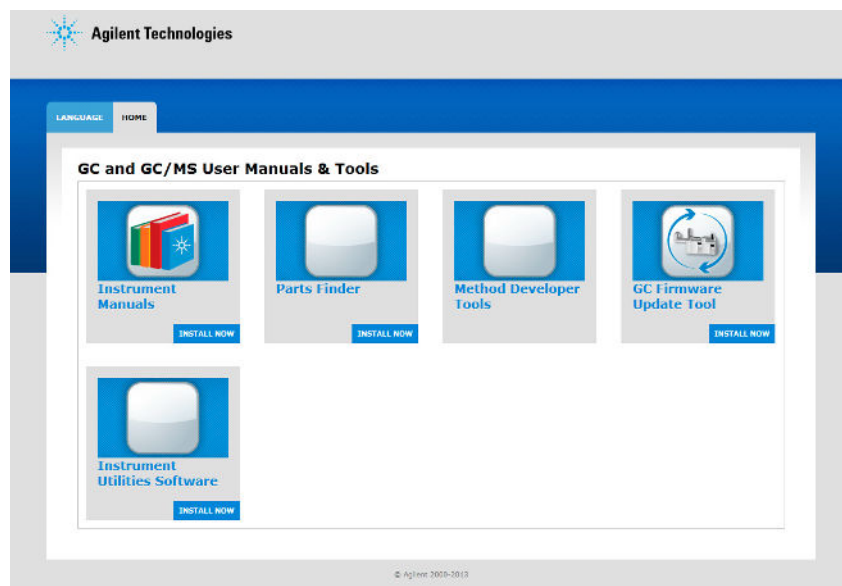 Agilent Technologies
LANGUAGE HOME
GC and GC/MS User Manuals & Tools
Instrument
Manuals
INSTALL NOW
Parts Finder
INSTALL NOW
Method Developer
Tools
GC Firmware
Update Tool
INSTALL NOW
Instrument
Utilities Software
INSTALL NOW
© Agilent 2000-2013